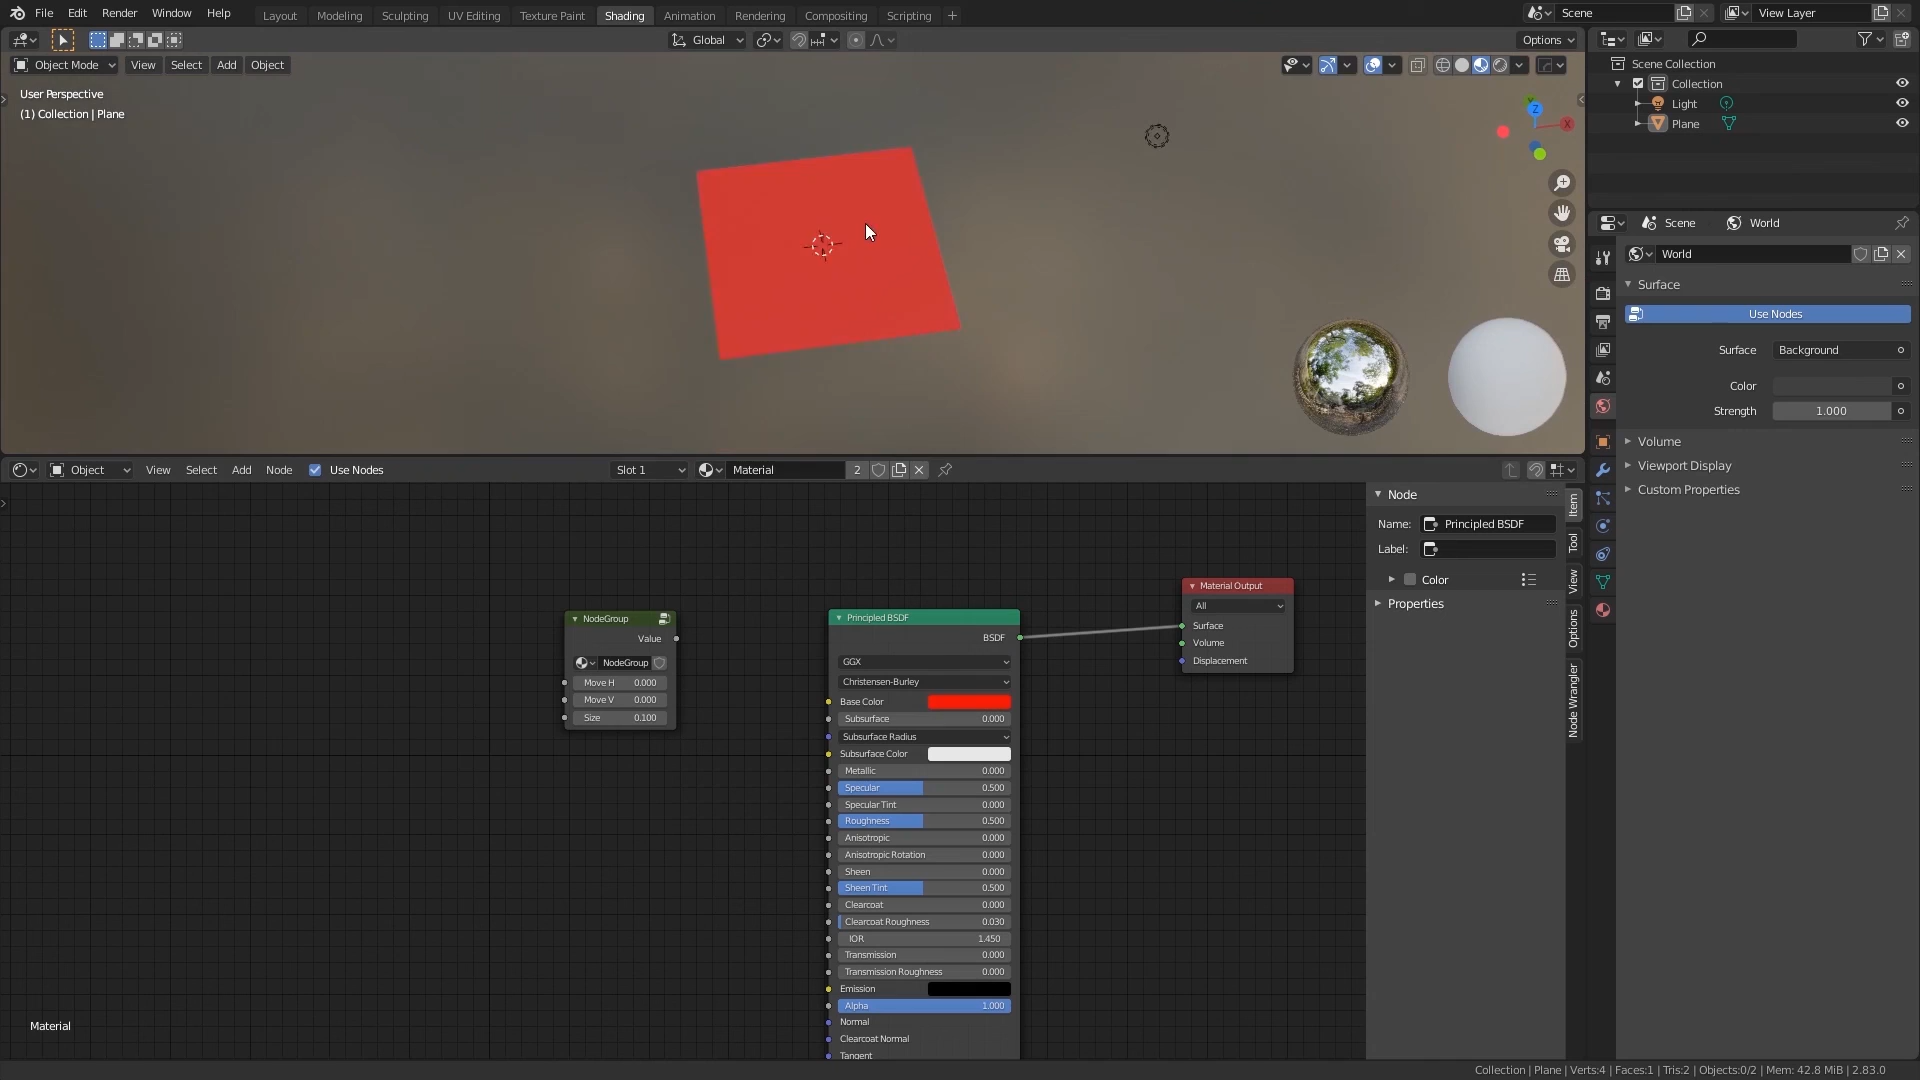 File Edit Render Window Help Layout Modeling Sculpting UV Editing Texture Paint Shading Animation Rendering Compositing Scripting + Scene View Layer
Global Options
Object Mode View Select Add Object
User Perspective
(1) Collection | Plane
Z
X
Scene Collection
Collection
Light
Plane
Scene World
World
Surface
Use Nodes
Surface Background
Color
Strength 1.000
Volume
Viewport Display
Custom Properties
Object View Select Add Node Use Nodes Slot 1 Material 2
NodeGroup
Value
NodeGroup
Move H 0.000
Move V 0.000
Size 0.100
Principled BSDF
BSDF
GGX
Christensen-Burley
Base Color
Subsurface 0.000
Subsurface Radius
Subsurface Color
Metallic 0.000
Specular 0.500
Specular Tint 0.000
Roughness 0.500
Anisotropic 0.000
Anisotropic Rotation 0.000
Sheen 0.000
Sheen Tint 0.500
Clearcoat 0.000
Clearcoat Roughness 0.030
IOR 1.450
Transmission 0.000
Transmission Roughness 0.000
Emission
Alpha 1.000
Normal
Clearcoat Normal
Tangent
Material Output
All
Surface
Volume
Displacement
Node
Name: Principled BSDF
Label:
Color
Properties
Item
Tool
View
Options
Node Wrangler
Material
Collection | Plane | Verts:4 | Faces:1 | Tris:2 | Objects:0/2 | Mem: 42.8 MiB | 2.83.0